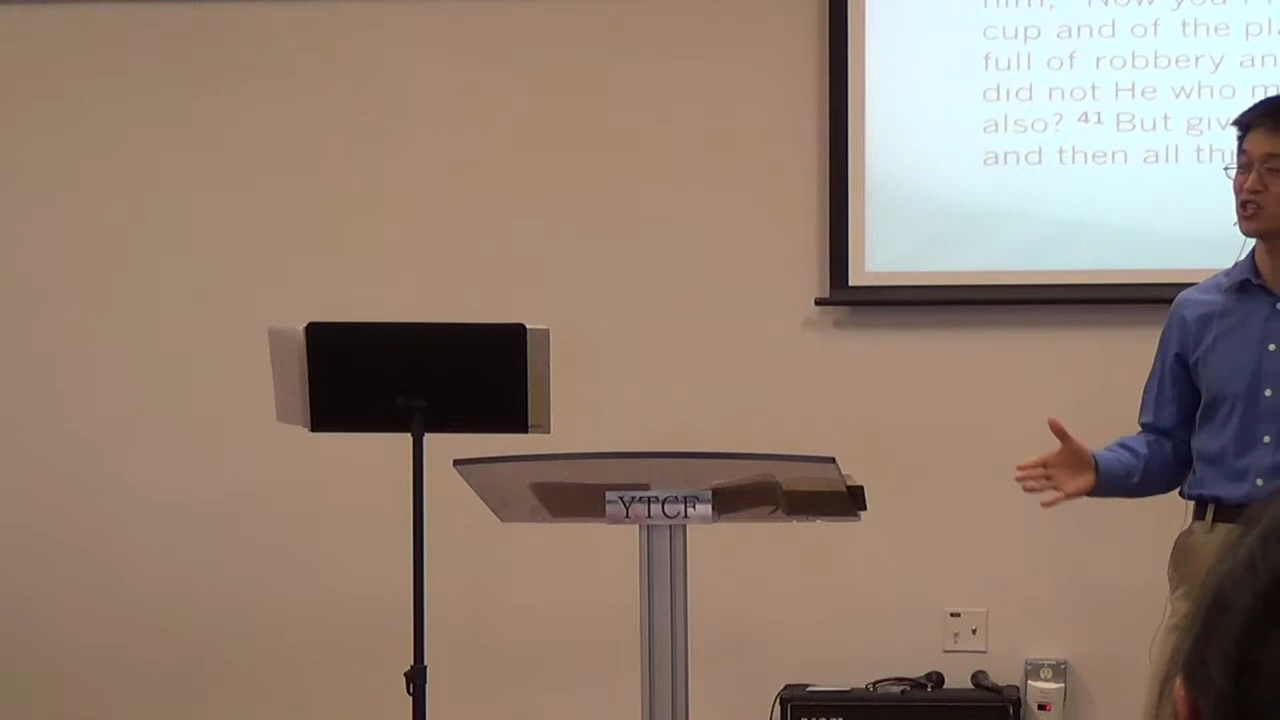 cup and of the pl
full of robbery an
did not He who m
also? 41 But giv
and then all thi
YTCF